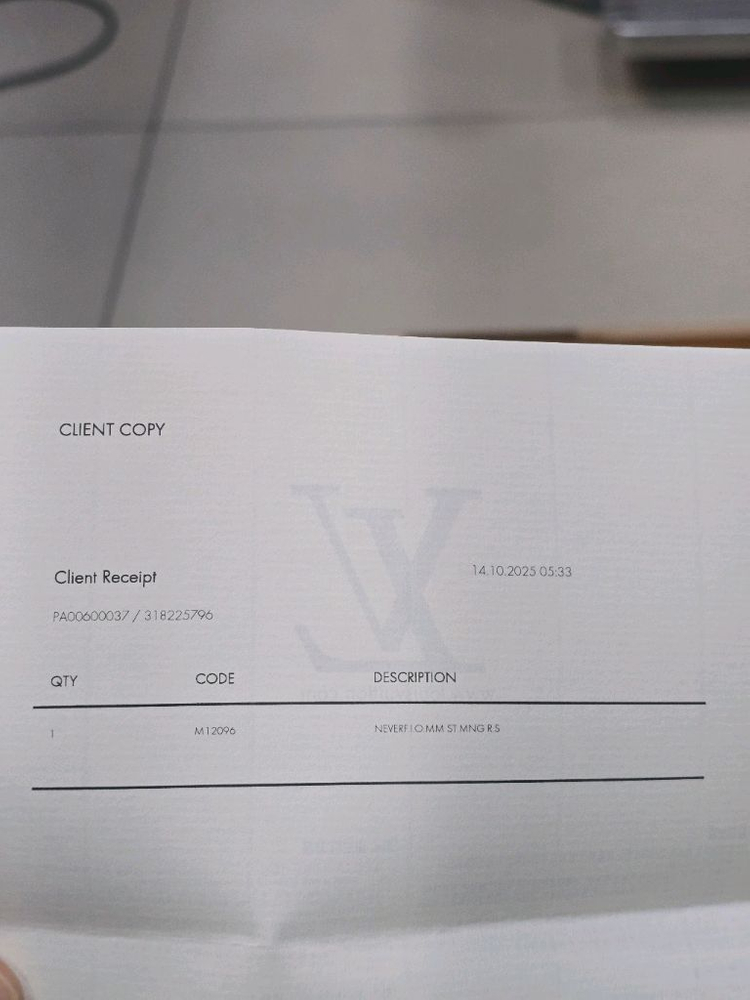 CLIENT COPY
Client Receipt
14.10.2025 05:33
PA00600037 / 318225796
QTY CODE DESCRIPTION
1 M12096 NEVERF.I.O.MM ST MNG R.S